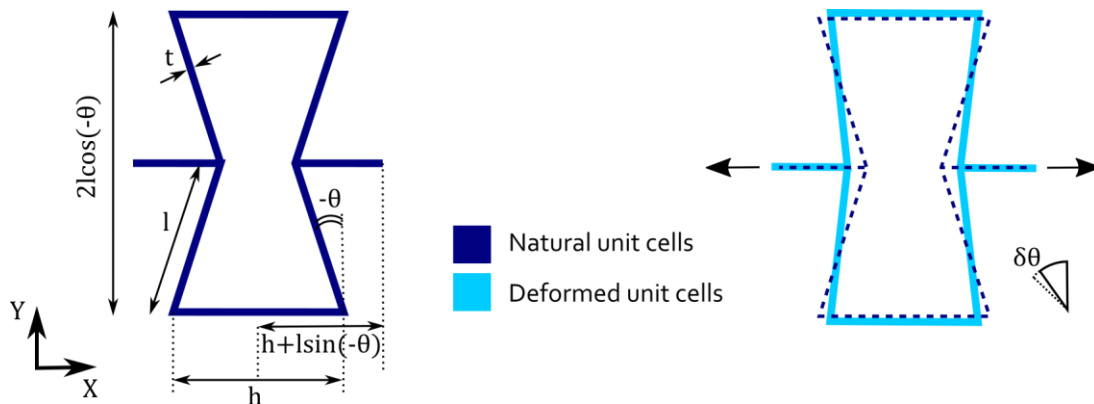 t
2lcos(-θ)
-θ
l
h+lsin(-θ)
h
Y
X
Natural unit cells
Deformed unit cells
δθ